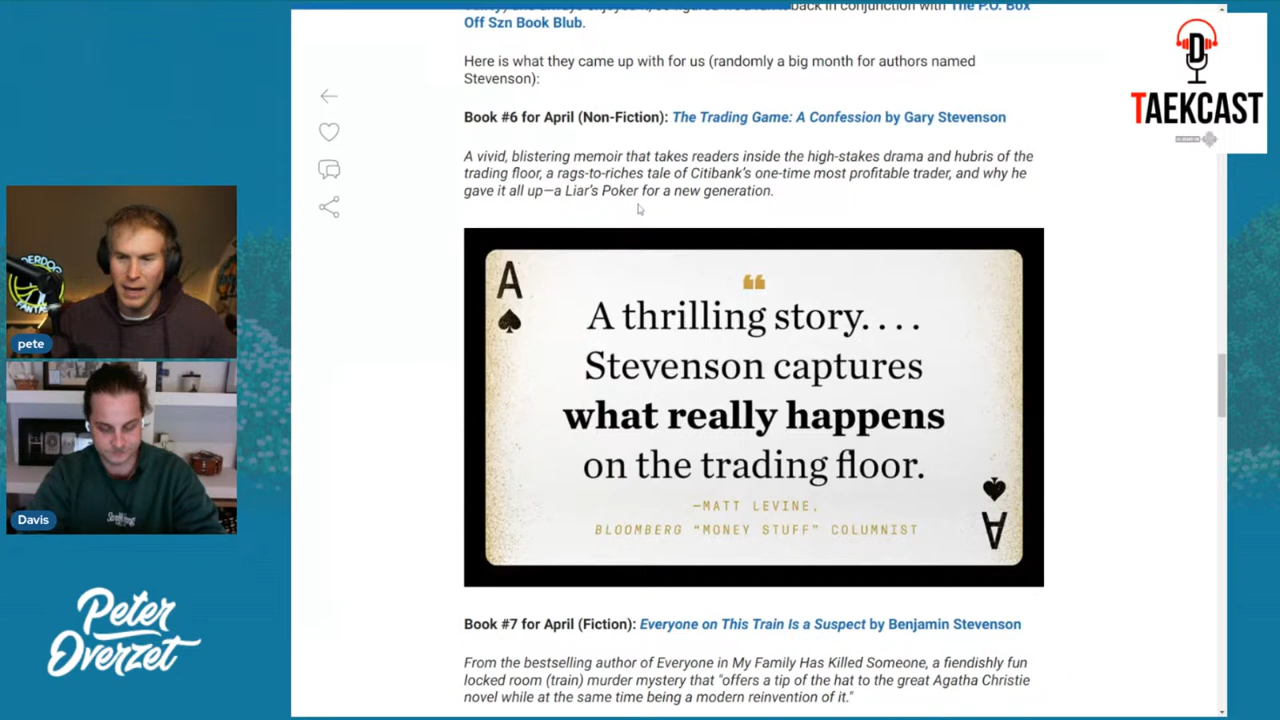 back in conjunction with The P.O. Box
Off Szn Book Blub.
Here is what they came up with for us (randomly a big month for authors named
Stevenson):
Book #6 for April (Non-Fiction): The Trading Game: A Confession by Gary Stevenson
A vivid, blistering memoir that takes readers inside the high-stakes drama and hubris of the
trading floor, a rags-to-riches tale of Citibank's one-time most profitable trader, and why he
gave it all up—a Liar's Poker for a new generation.
A
“
A thrilling story. . . .
Stevenson captures
what really happens
on the trading floor.
—MATT LEVINE,
BLOOMBERG “MONEY STUFF” COLUMNIST
A
Book #7 for April (Fiction): Everyone on This Train Is a Suspect by Benjamin Stevenson
From the bestselling author of Everyone in My Family Has Killed Someone, a fiendishly fun
locked room (train) murder mystery that "offers a tip of the hat to the great Agatha Christie
novel while at the same time being a modern reinvention of it."
D
TAEKCAST
pete
Davis
Peter
Overzet